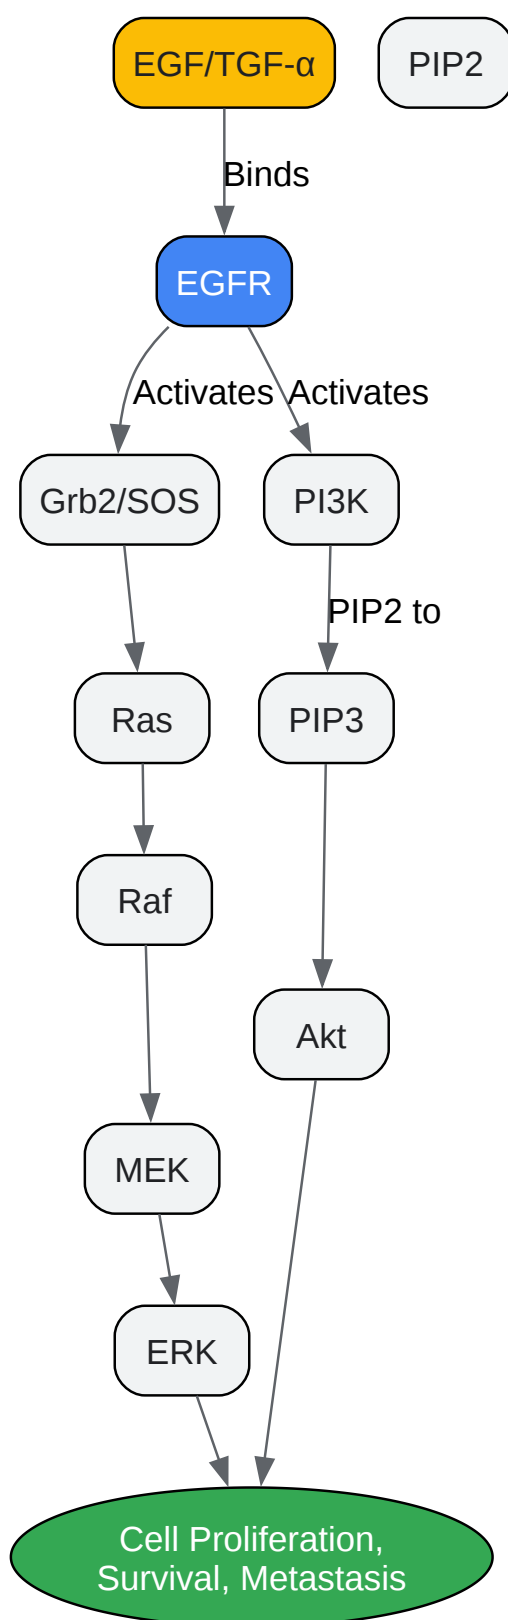 EGF/TGF-α
PIP2
Binds
EGFR
Activates
Activates
Grb2/SOS
PI3K
PIP2 to
Ras
PIP3
Raf
Akt
MEK
ERK
Cell Proliferation,
Survival, Metastasis